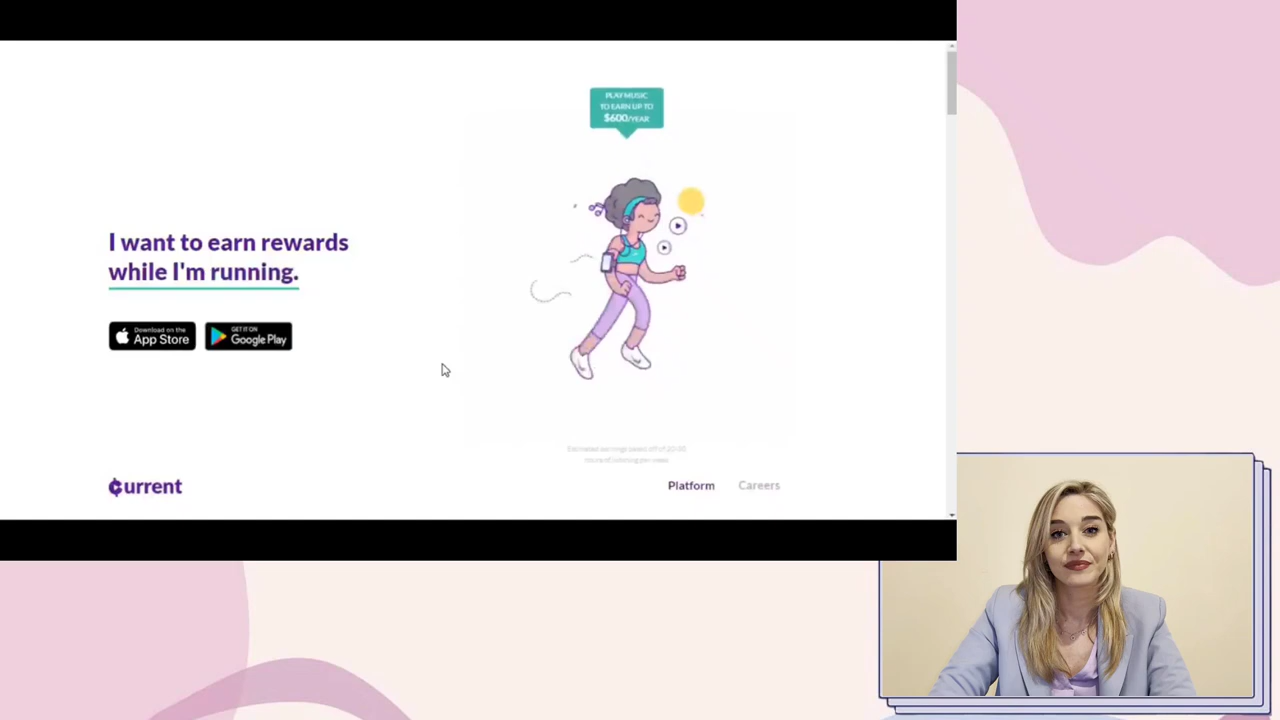 PLAY MUSIC
TO EARN UP TO
$600/YEAR
I want to earn rewards
while I'm running.
Download on the
App Store
GET IT ON
Google Play
Current
Platform
Careers